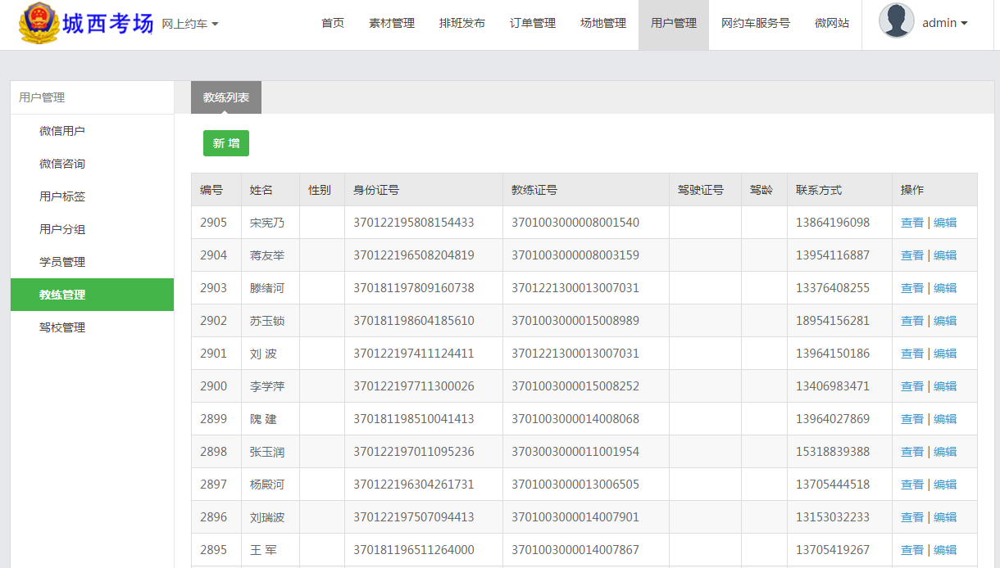 城西考场 网上约车 首页 素材管理 排班发布 订单管理 场地管理 用户管理 网约车服务号 微网站 admin
用户管理
微信用户
微信咨询
用户标签
用户分组
学员管理
教练管理
驾校管理
教练列表
新 增
编号 姓名 性别 身份证号 教练证号 驾驶证号 驾龄 联系方式 操作
2905 宋宪乃 370122195808154433 3701003000008001540 13864196098 查看 | 编辑
2904 蒋友举 370122196508204819 3701003000008003159 13954116887 查看 | 编辑
2903 滕绪河 370181197809160738 3701221300013007031 13376408255 查看 | 编辑
2902 苏玉锁 370181198604185610 3701003000015008989 18954156281 查看 | 编辑
2901 刘 波 370122197411124411 3701221300013007031 13964150186 查看 | 编辑
2900 李学萍 370122197711300026 3701003000015008252 13406983471 查看 | 编辑
2899 隗 建 370181198510041413 3701003000014008068 13964027869 查看 | 编辑
2898 张玉润 370122197011095236 3703003000011001954 15318839388 查看 | 编辑
2897 杨殿河 370122196304261731 3701003000013006505 13705444518 查看 | 编辑
2896 刘瑞波 370122197507094413 3701003000014007901 13153032233 查看 | 编辑
2895 王 军 370181196511264000 3701003000014007867 13705419267 查看 | 编辑